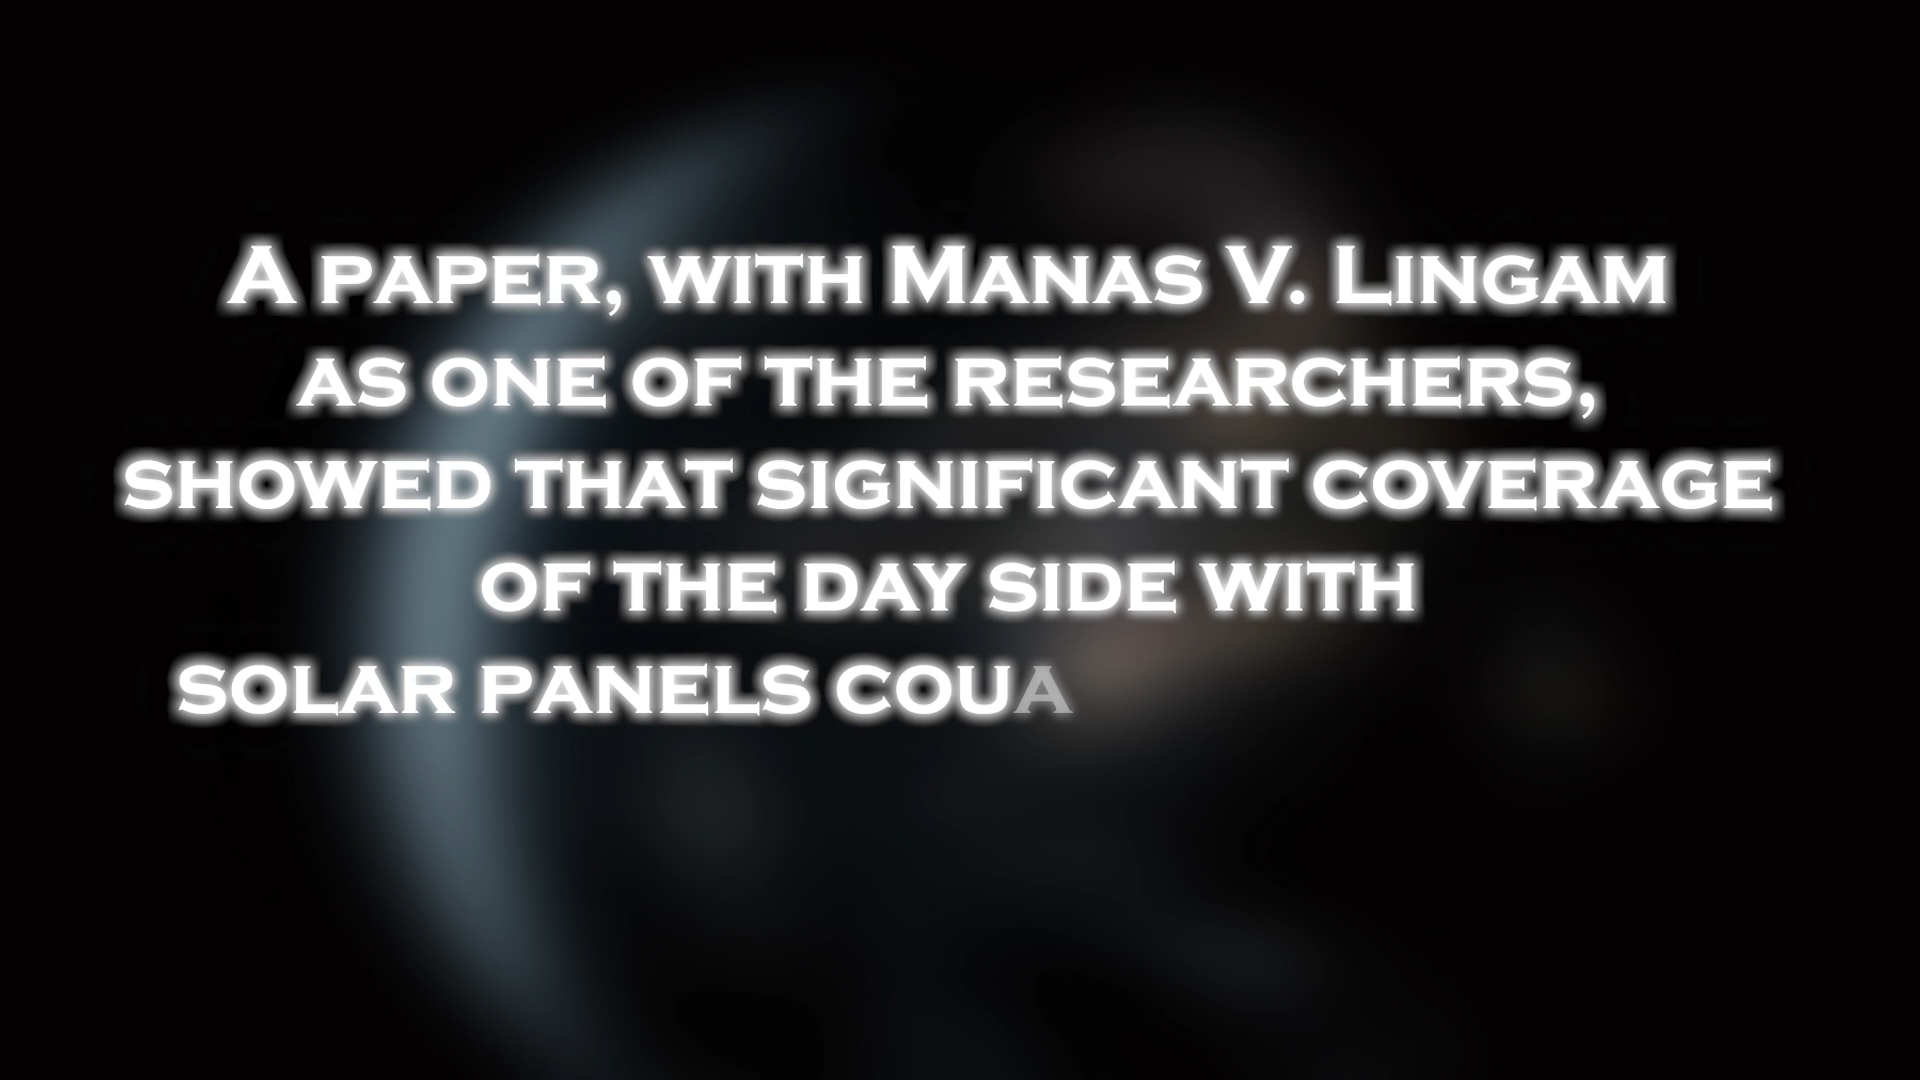 A PAPER, WITH MANAS V. LINGAM
AS ONE OF THE RESEARCHERS,
SHOWED THAT SIGNIFICANT COVERAGE
OF THE DAY SIDE WITH
SOLAR PANELS COUA